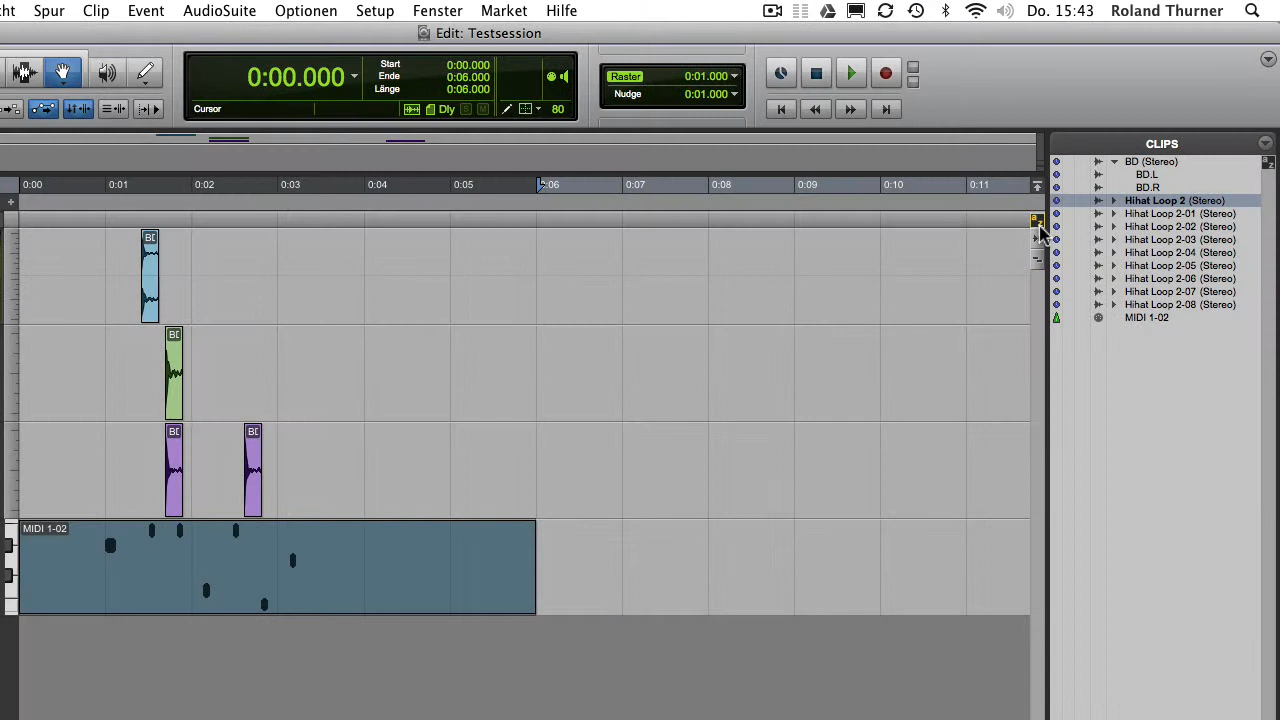 cht Spur Clip Event AudioSuite Optionen Setup Fenster Market Hilfe Do. 15:43 Roland Thurner
Edit: Testsession
0:00.000
Start 0:00.000
Ende 0:06.000
Länge 0:06.000
Cursor
Dly
S M
80
Raster 0:01.000
Nudge 0:01.000
0:00 0:01 0:02 0:03 0:04 0:05 0:06 0:07 0:08 0:09 0:10 0:11
a z
BD
BD
BD BD
MIDI 1-02
CLIPS
a z
BD (Stereo)
BD.L
BD.R
Hihat Loop 2 (Stereo)
Hihat Loop 2-01 (Stereo)
Hihat Loop 2-02 (Stereo)
Hihat Loop 2-03 (Stereo)
Hihat Loop 2-04 (Stereo)
Hihat Loop 2-05 (Stereo)
Hihat Loop 2-06 (Stereo)
Hihat Loop 2-07 (Stereo)
Hihat Loop 2-08 (Stereo)
MIDI 1-02